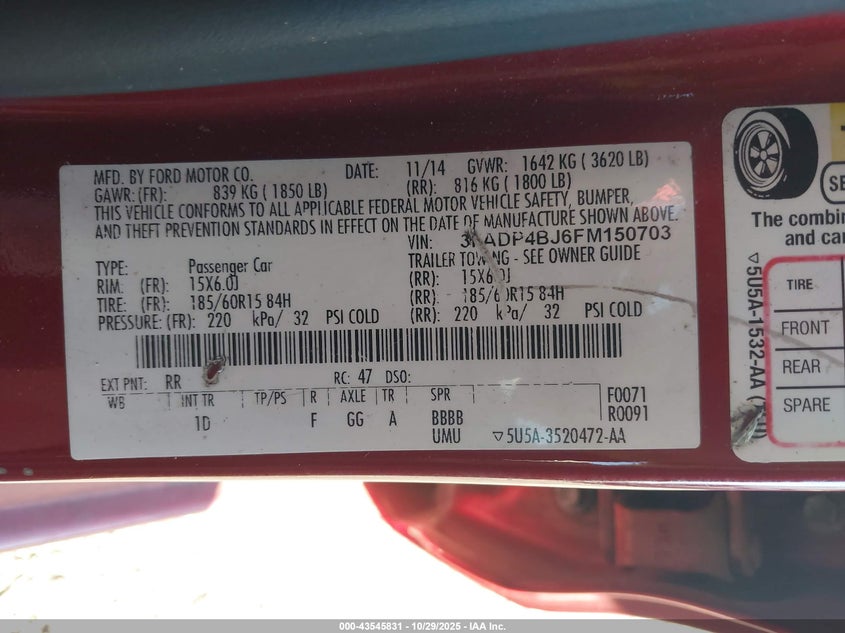 MFD. BY FORD MOTOR CO. DATE: 11/14 GVWR: 1642 KG ( 3620 LB)
GAWR: (FR): 839 KG ( 1850 LB) (RR): 816 KG ( 1800 LB)
THIS VEHICLE CONFORMS TO ALL APPLICABLE FEDERAL MOTOR VEHICLE SAFETY, BUMPER,
AND THEFT PREVENTION STANDARDS IN EFFECT ON THE DATE OF MANUFACTURE SHOWN ABOVE.
VIN: 3FADP4BJ6FM150703
TYPE: Passenger Car TRAILER TOWING - SEE OWNER GUIDE
RIM: (FR): 15X6.0J (RR): 15X6.0J
TIRE: (FR): 185/60R15 84H (RR): 185/60R15 84H
PRESSURE: (FR): 220 kPa/ 32 PSI COLD (RR): 220 kPa/ 32 PSI COLD
EXT PNT: RR RC: 47 DSO:
WB INT TR TP/PS R AXLE TR SPR F0071
1D F GG A BBBB R0091
UMU ▽5U5A-3520472-AA
The combin
and car
▽5U5A-1532-AA
TIRE
FRONT
REAR
SPARE
000-43545831 - 10/29/2025 - IAA Inc.